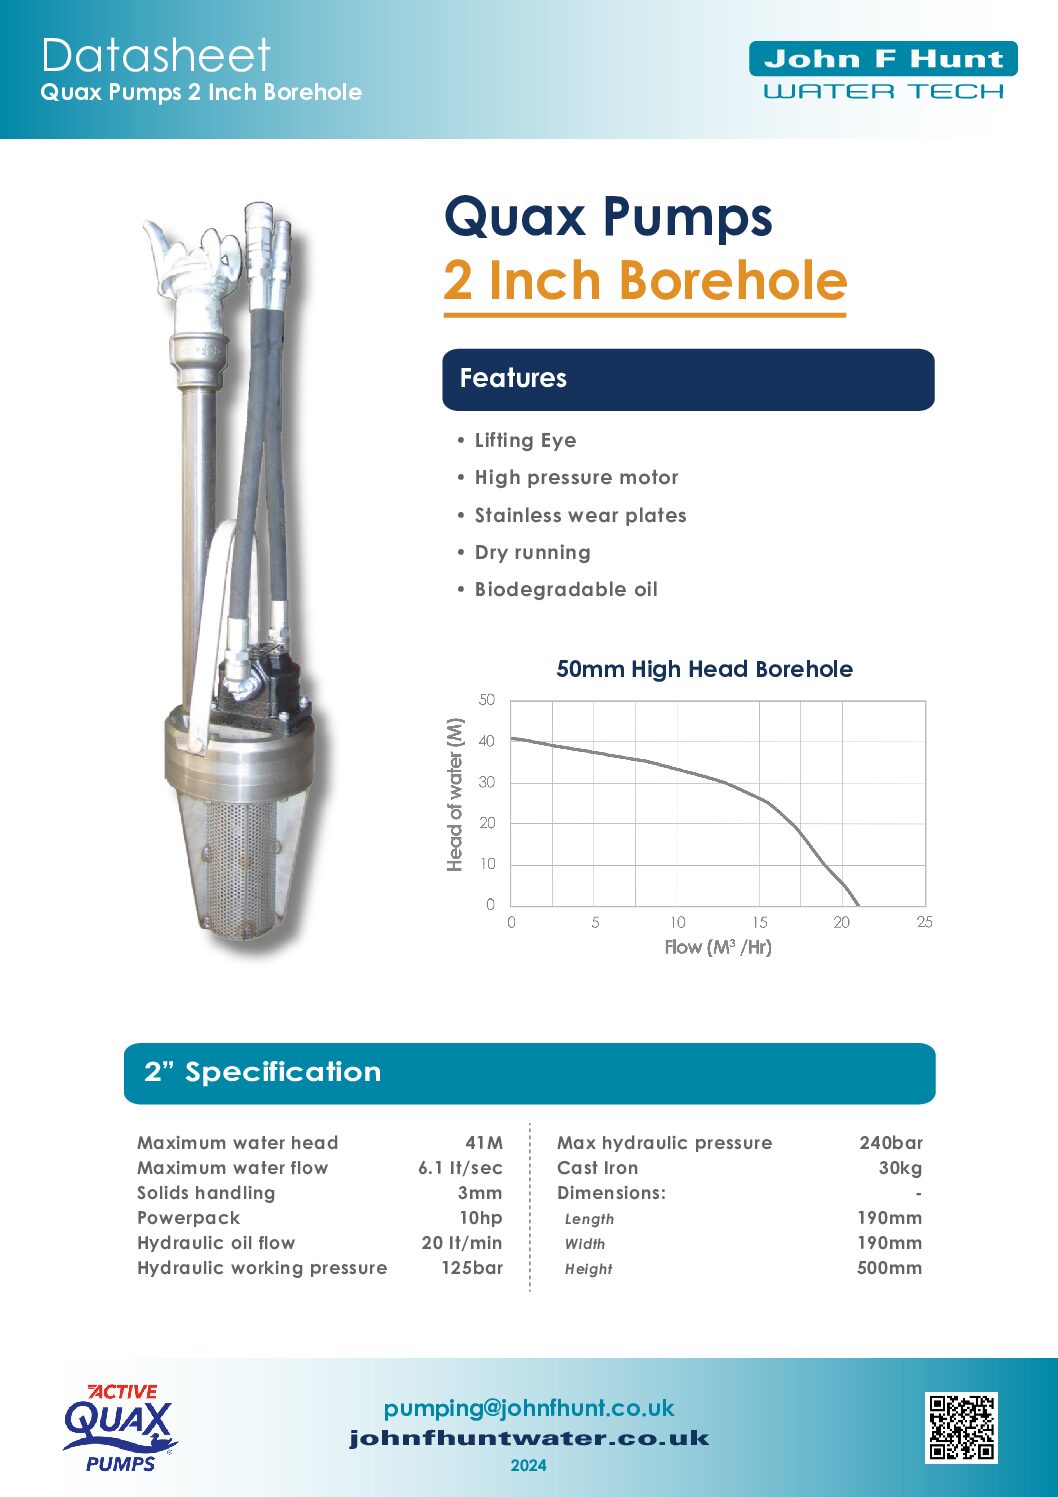 Datasheet
Quax Pumps 2 Inch Borehole
John F Hunt
WATER TECH
Quax Pumps
2 Inch Borehole
Features
• Lifting Eye
• High pressure motor
• Stainless wear plates
• Dry running
• Biodegradable oil
50mm High Head Borehole
Head of water (M)
50
40
30
20
10
0
0 5 10 15 20 25
Flow (M³ /Hr)
2” Specification
Maximum water head 41M
Maximum water flow 6.1 lt/sec
Solids handling 3mm
Powerpack 10hp
Hydraulic oil flow 20 lt/min
Hydraulic working pressure 125bar
Max hydraulic pressure 240bar
Cast Iron 30kg
Dimensions: -
Length 190mm
Width 190mm
Height 500mm
ACTIVE
QUAX
®
PUMPS
pumping@johnfhunt.co.uk
johnfhuntwater.co.uk
2024